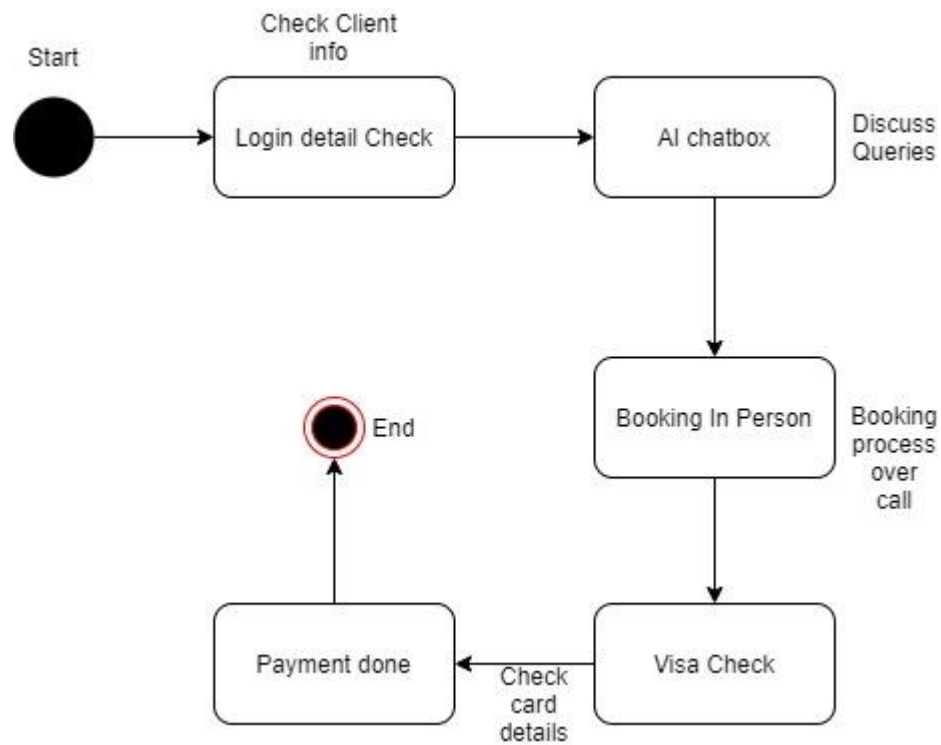 Start
Check Client
info
Login detail Check
AI chatbox
Discuss
Queries
Booking In Person
Booking
process
over
call
Visa Check
Check
card
details
Payment done
End